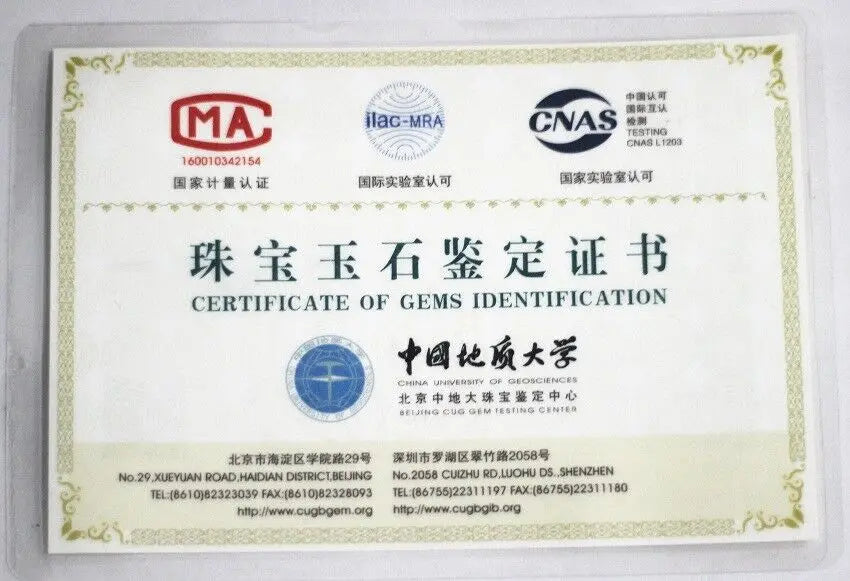 CMA
160010342154
国家计量认证
ilac-MRA
国际实验室认可
CNAS
中国认可
国际互认
检测
TESTING
CNAS L1203
国家实验室认可
珠宝玉石鉴定证书
CERTIFICATE OF GEMS IDENTIFICATION
中国地质大学
CHINA UNIVERSITY OF GEOSCIENCES
北京中地大珠宝鉴定中心
BEIJING CUG GEM TESTING CENTER
北京市海淀区学院路29号
No.29,XUEYUAN ROAD,HAIDIAN DISTRICT,BEIJING
TEL:(8610)82323039 FAX:(8610)82328093
http://www.cugbgem.org
深圳市罗湖区翠竹路2058号
No.2058 CUIZHU RD,LUOHU DS.,SHENZHEN
TEL:(86755)22311197 FAX:(86755)22311180
http://www.cugbgib.org